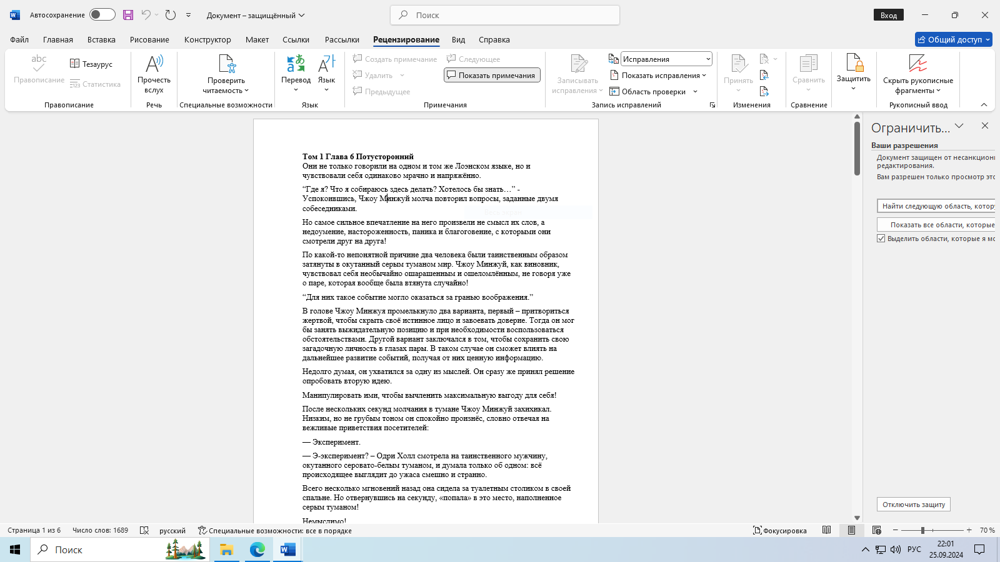 Автосохранение
Документ – защищённый
Поиск
Вход
Файл
Главная
Вставка
Рисование
Конструктор
Макет
Ссылки
Рассылки
Рецензирование
Вид
Справка
Общий доступ
abc
Правописание
Тезаурус
Статистика
Правописание
Прочесть
вслух
Речь
Проверить
читаемость
Специальные возможности
Перевод
Язык
Язык
Создать примечание
Удалить
Предыдущее
Следующее
Показать примечания
Примечания
Записывать
исправления
Исправления
Показать исправления
Область проверки
Запись исправлений
Принять
Изменения
Сравнить
Сравнение
Защитить
Скрыть рукописные
фрагменты
Рукописный ввод
Том 1 Глава 6 Потусторонний
Они не только говорили на одном и том же Лоэнском языке, но и
чувствовали себя одинаково мрачно и напряжённо.
“Где я? Что я собираюсь здесь делать? Хотелось бы знать…” -
Успокоившись, Чжоу Минжуй молча повторил вопросы, заданные двумя
собеседниками.
Но самое сильное впечатление на него произвели не смысл их слов, а
недоумение, настороженность, паника и благоговение, с которыми они
смотрели друг на друга!
По какой-то непонятной причине два человека были таинственным образом
затянуты в окутанный серым туманом мир. Чжоу Минжуй, как виновник,
чувствовал себя необычайно ошарашенным и ошеломлённым, не говоря уже
о паре, которая вообще была втянута случайно!
“Для них такое событие могло оказаться за гранью воображения.”
В голове Чжоу Минжуя промелькнуло два варианта, первый – притвориться
жертвой, чтобы скрыть своё истинное лицо и завоевать доверие. Тогда он мог
бы занять выжидательную позицию и при необходимости воспользоваться
обстоятельствами. Другой вариант заключался в том, чтобы сохранить свою
загадочную личность в глазах пары. В таком случае он сможет влиять на
дальнейшее развитие событий, получая от них ценную информацию.
Недолго думая, он ухватился за одну из мыслей. Он сразу же принял решение
опробовать вторую идею.
Манипулировать ими, чтобы вычленить максимальную выгоду для себя!
После нескольких секунд молчания в тумане Чжоу Минжуй захихикал.
Низким, но не грубым тоном он спокойно произнёс, словно отвечая на
вежливые приветствия посетителей:
— Эксперимент.
— Э-эксперимент? – Одри Холл смотрела на таинственного мужчину,
окутанного серовато-белым туманом, и думала только об одном: всё
происходящее выглядит до ужаса смешно и странно.
Всего несколько мгновений назад она сидела за туалетным столиком в своей
спальне. Но отвернувшись на секунду, «попала» в это место, наполненное
серым туманом!
Немыслимо!
Ограничить...
Ваши разрешения
Документ защищен от несанкциони
редактирования.
Вам разрешен только просмотр это
Найти следующую область, котору
Показать все области, которые
Выделить области, которые я мо
Отключить защиту
Страница 1 из 6
Число слов: 1689
русский
Специальные возможности: все в порядке
Фокусировка
70 %
Поиск
РУС
22:01
25.09.2024